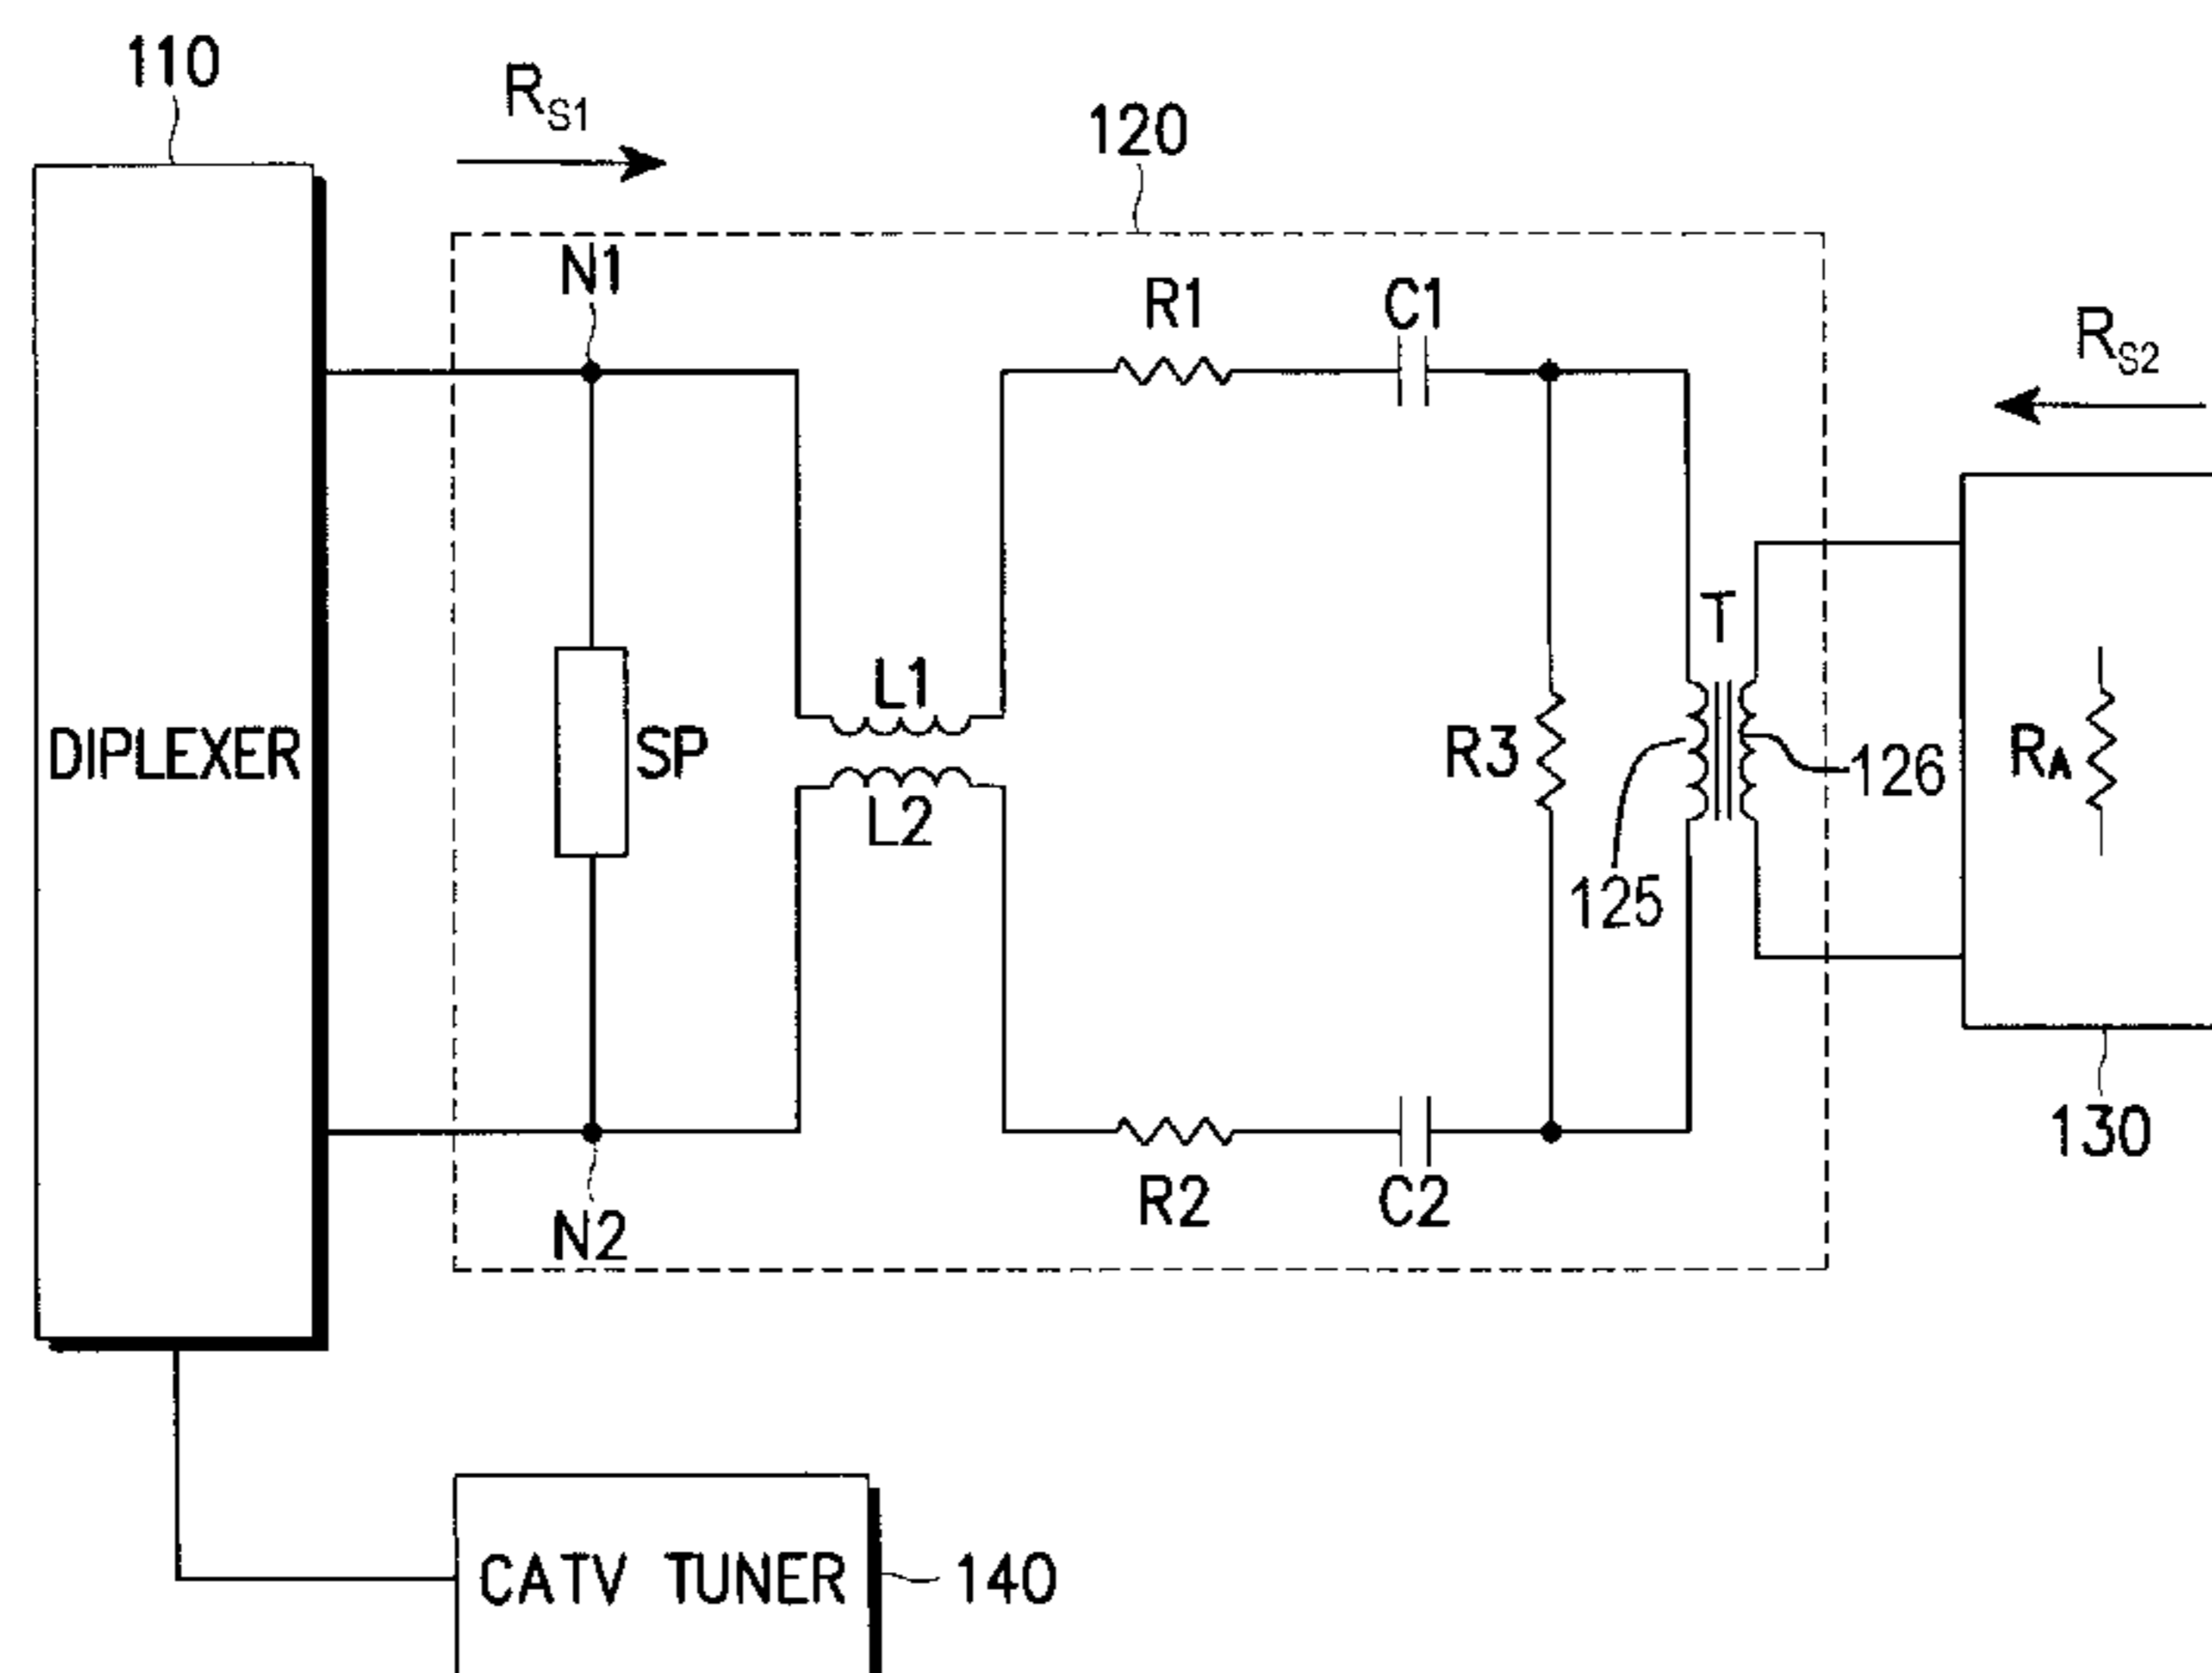 110
RS1
120
N1
R1
C1
RS2
DIPLEXER
SP
L1
L2
R3
T
125
126
RA
N2
R2
C2
130
CATV TUNER
140